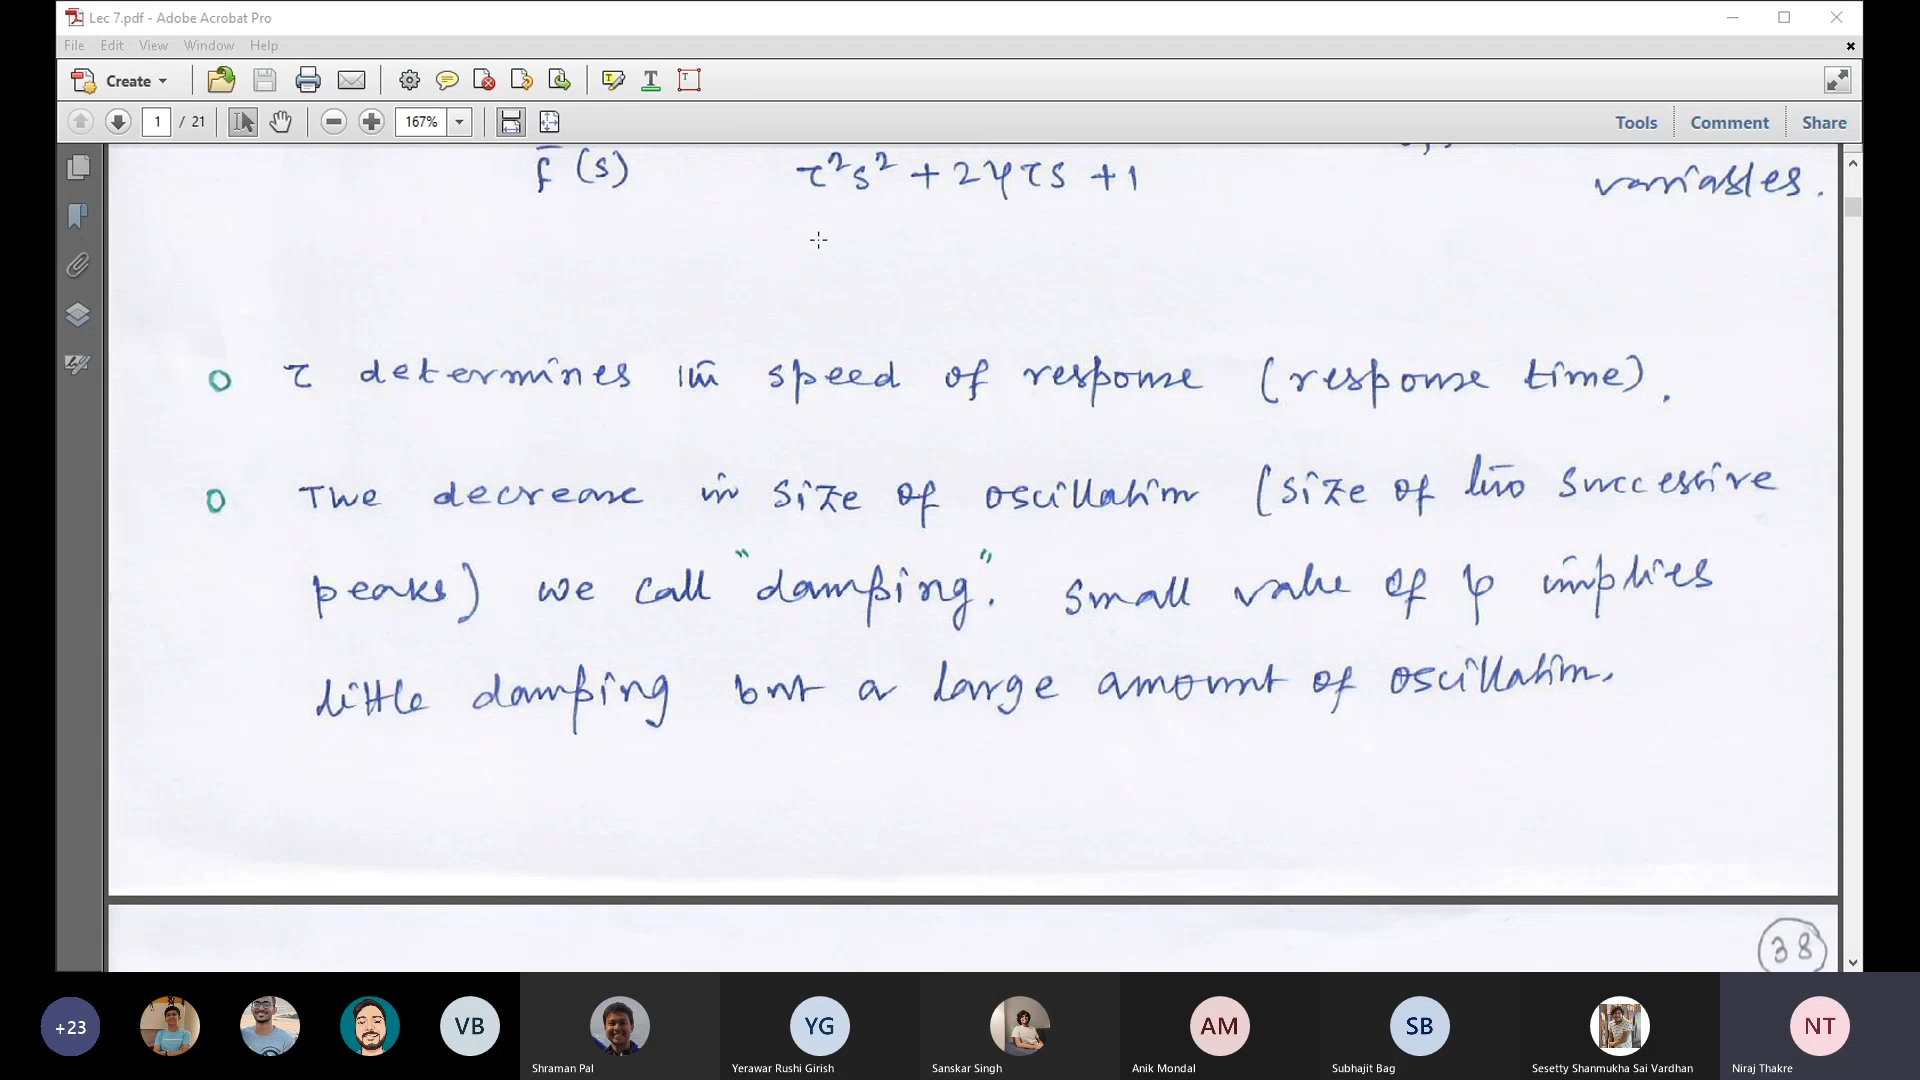 Lec 7.pdf - Adobe Acrobat Pro
File Edit View Window Help
Create
1 / 21 167% Tools Comment Share
f̄ (s) τ²s² + 2ψτs + 1
variables.
τ determines the speed of response (response time).
The decrease in size of oscillation (size of two successive
peaks) we call "damping". Small value of ψ implies
little damping but a large amount of oscillation.
38
+23 VB YG AM SB NT
Shraman Pal Yerawar Rushi Girish Sanskar Singh Anik Mondal Subhajit Bag Sesetty Shanmukha Sai Vardhan Niraj Thakre